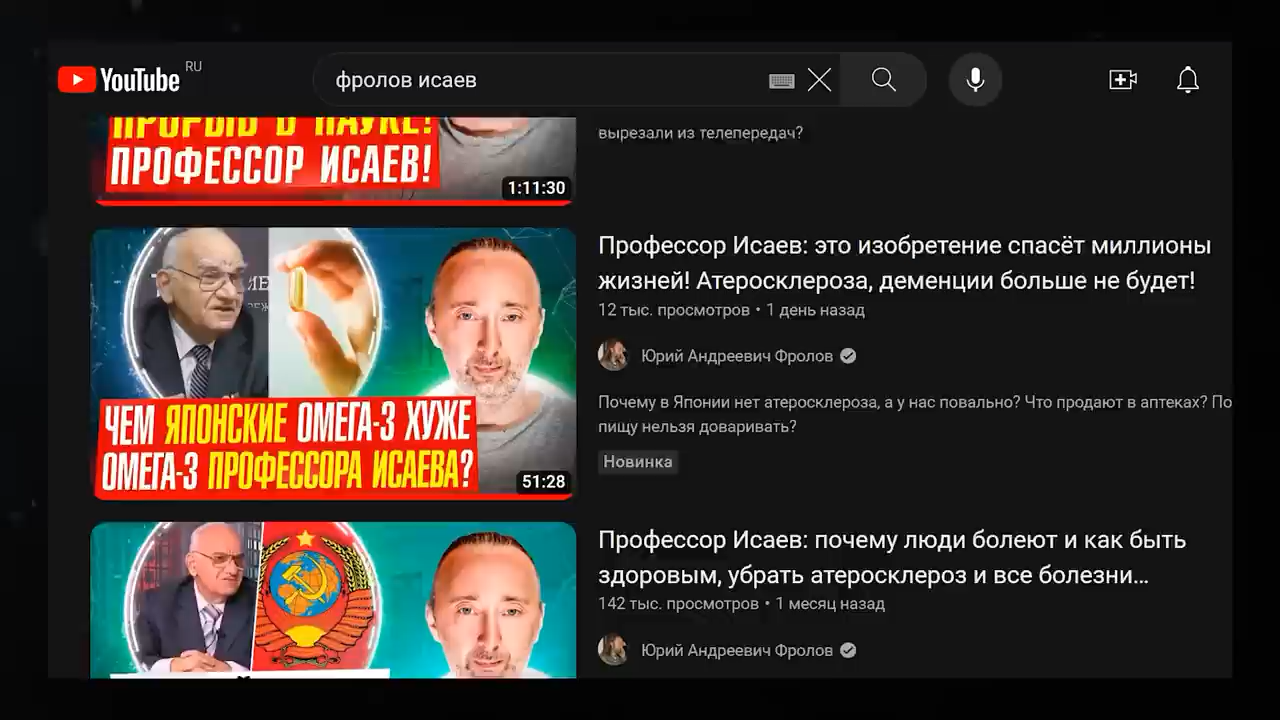 YouTube RU
фролов исаев
ПРОРЫВ В НАУКЕ!
ПРОФЕССОР ИСАЕВ!
1:11:30
вырезали из телепередач?
ЧЕМ ЯПОНСКИЕ ОМЕГА-3 ХУЖЕ
ОМЕГА-3 ПРОФЕССОРА ИСАЕВА?
51:28
Профессор Исаев: это изобретение спасёт миллионы
жизней! Атеросклероза, деменции больше не будет!
12 тыс. просмотров • 1 день назад
Юрий Андреевич Фролов
Почему в Японии нет атеросклероза, а у нас повально? Что продают в аптеках? По
пищу нельзя доваривать?
Новинка
Профессор Исаев: почему люди болеют и как быть
здоровым, убрать атеросклероз и все болезни...
142 тыс. просмотров • 1 месяц назад
Юрий Андреевич Фролов